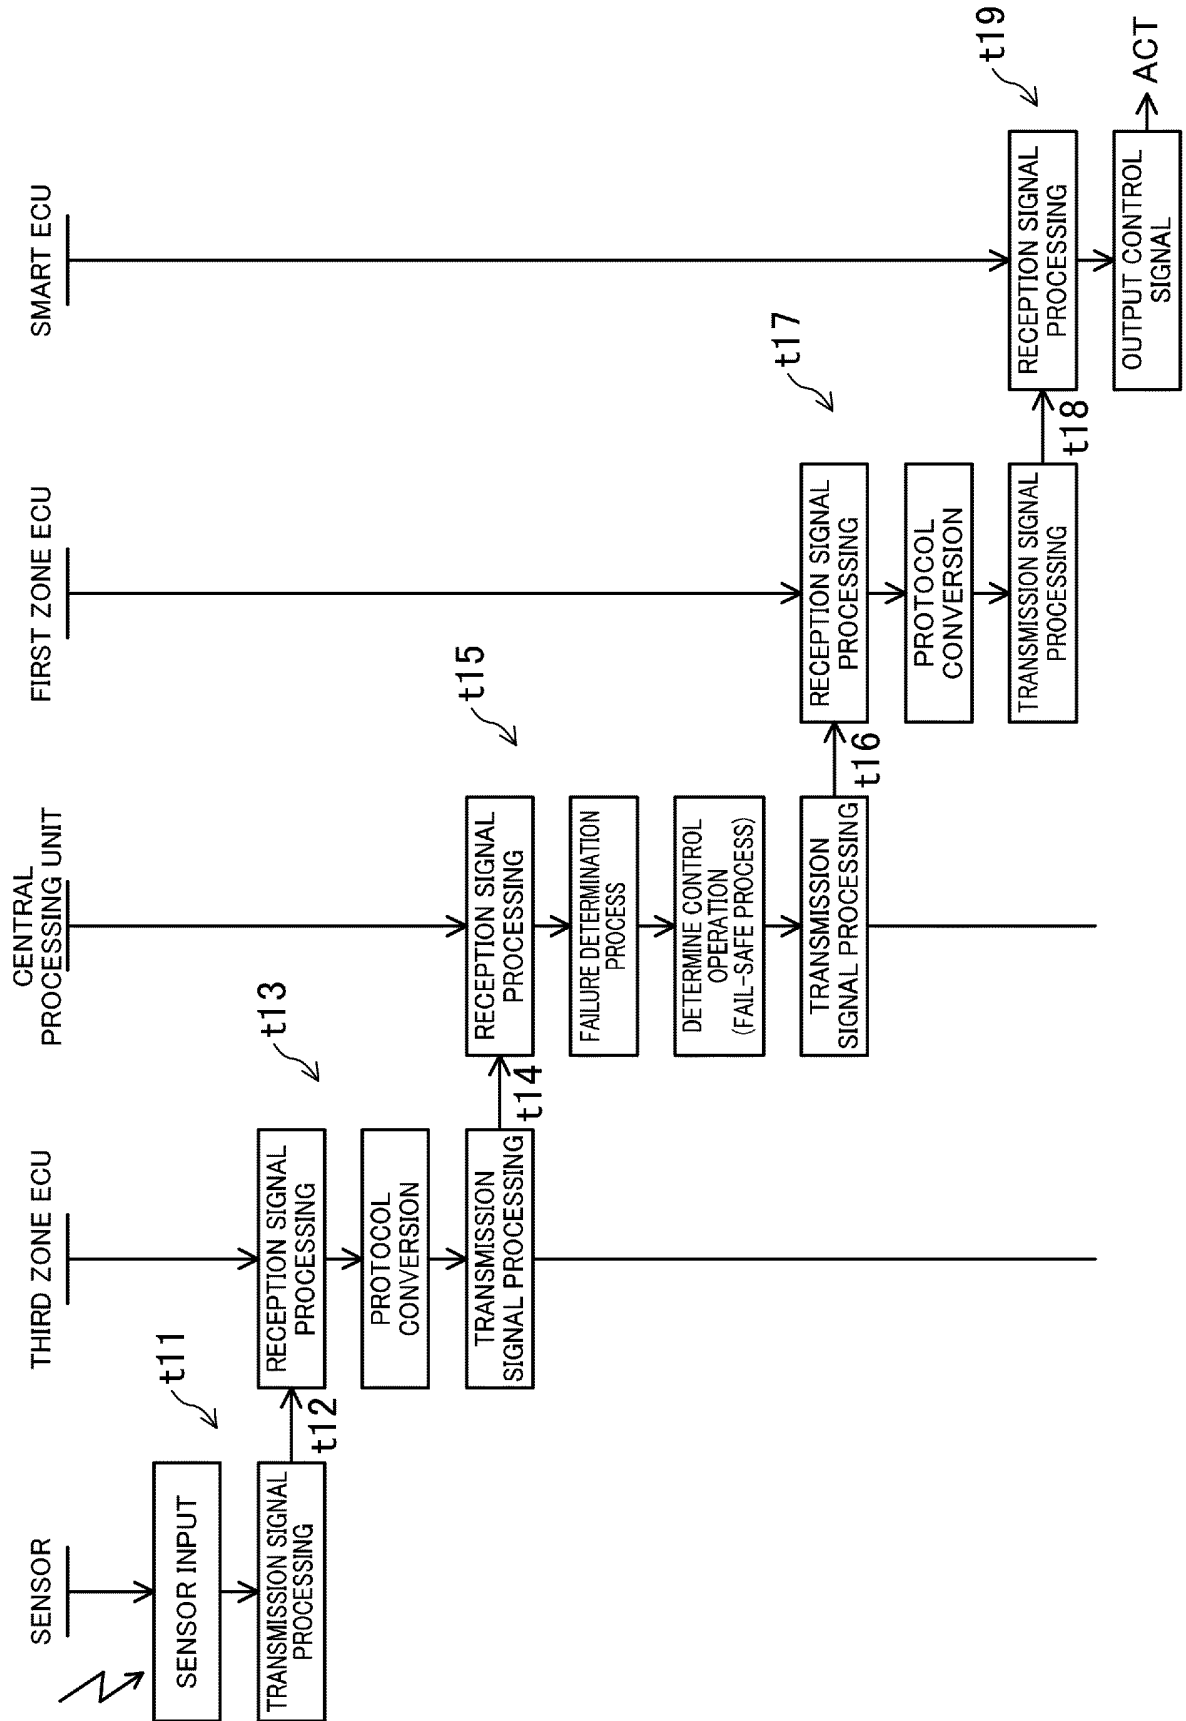 SENSOR
SENSOR INPUT
TRANSMISSION SIGNAL
PROCESSING
t11
t12
THIRD ZONE ECU
RECEPTION SIGNAL
PROCESSING
PROTOCOL
CONVERSION
TRANSMISSION
SIGNAL PROCESSING
t13
t14
CENTRAL
PROCESSING UNIT
RECEPTION SIGNAL
PROCESSING
FAILURE DETERMINATION
PROCESS
DETERMINE CONTROL
OPERATION
(FAIL-SAFE PROCESS)
TRANSMISSION
SIGNAL PROCESSING
t15
t16
FIRST ZONE ECU
RECEPTION SIGNAL
PROCESSING
PROTOCOL
CONVERSION
TRANSMISSION SIGNAL
PROCESSING
t17
t18
SMART ECU
RECEPTION SIGNAL
PROCESSING
OUTPUT CONTROL
SIGNAL
t19
ACT